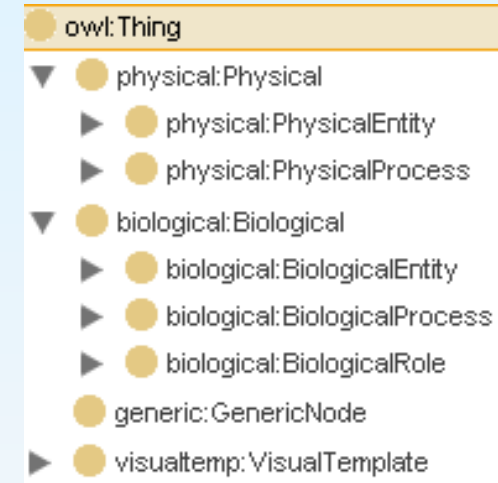 owl:Thing
physical:Physical
physical:PhysicalEntity
physical:PhysicalProcess
biological:Biological
biological:BiologicalEntity
biological:BiologicalProcess
biological:BiologicalRole
generic:GenericNode
visualtemp:VisualTemplate